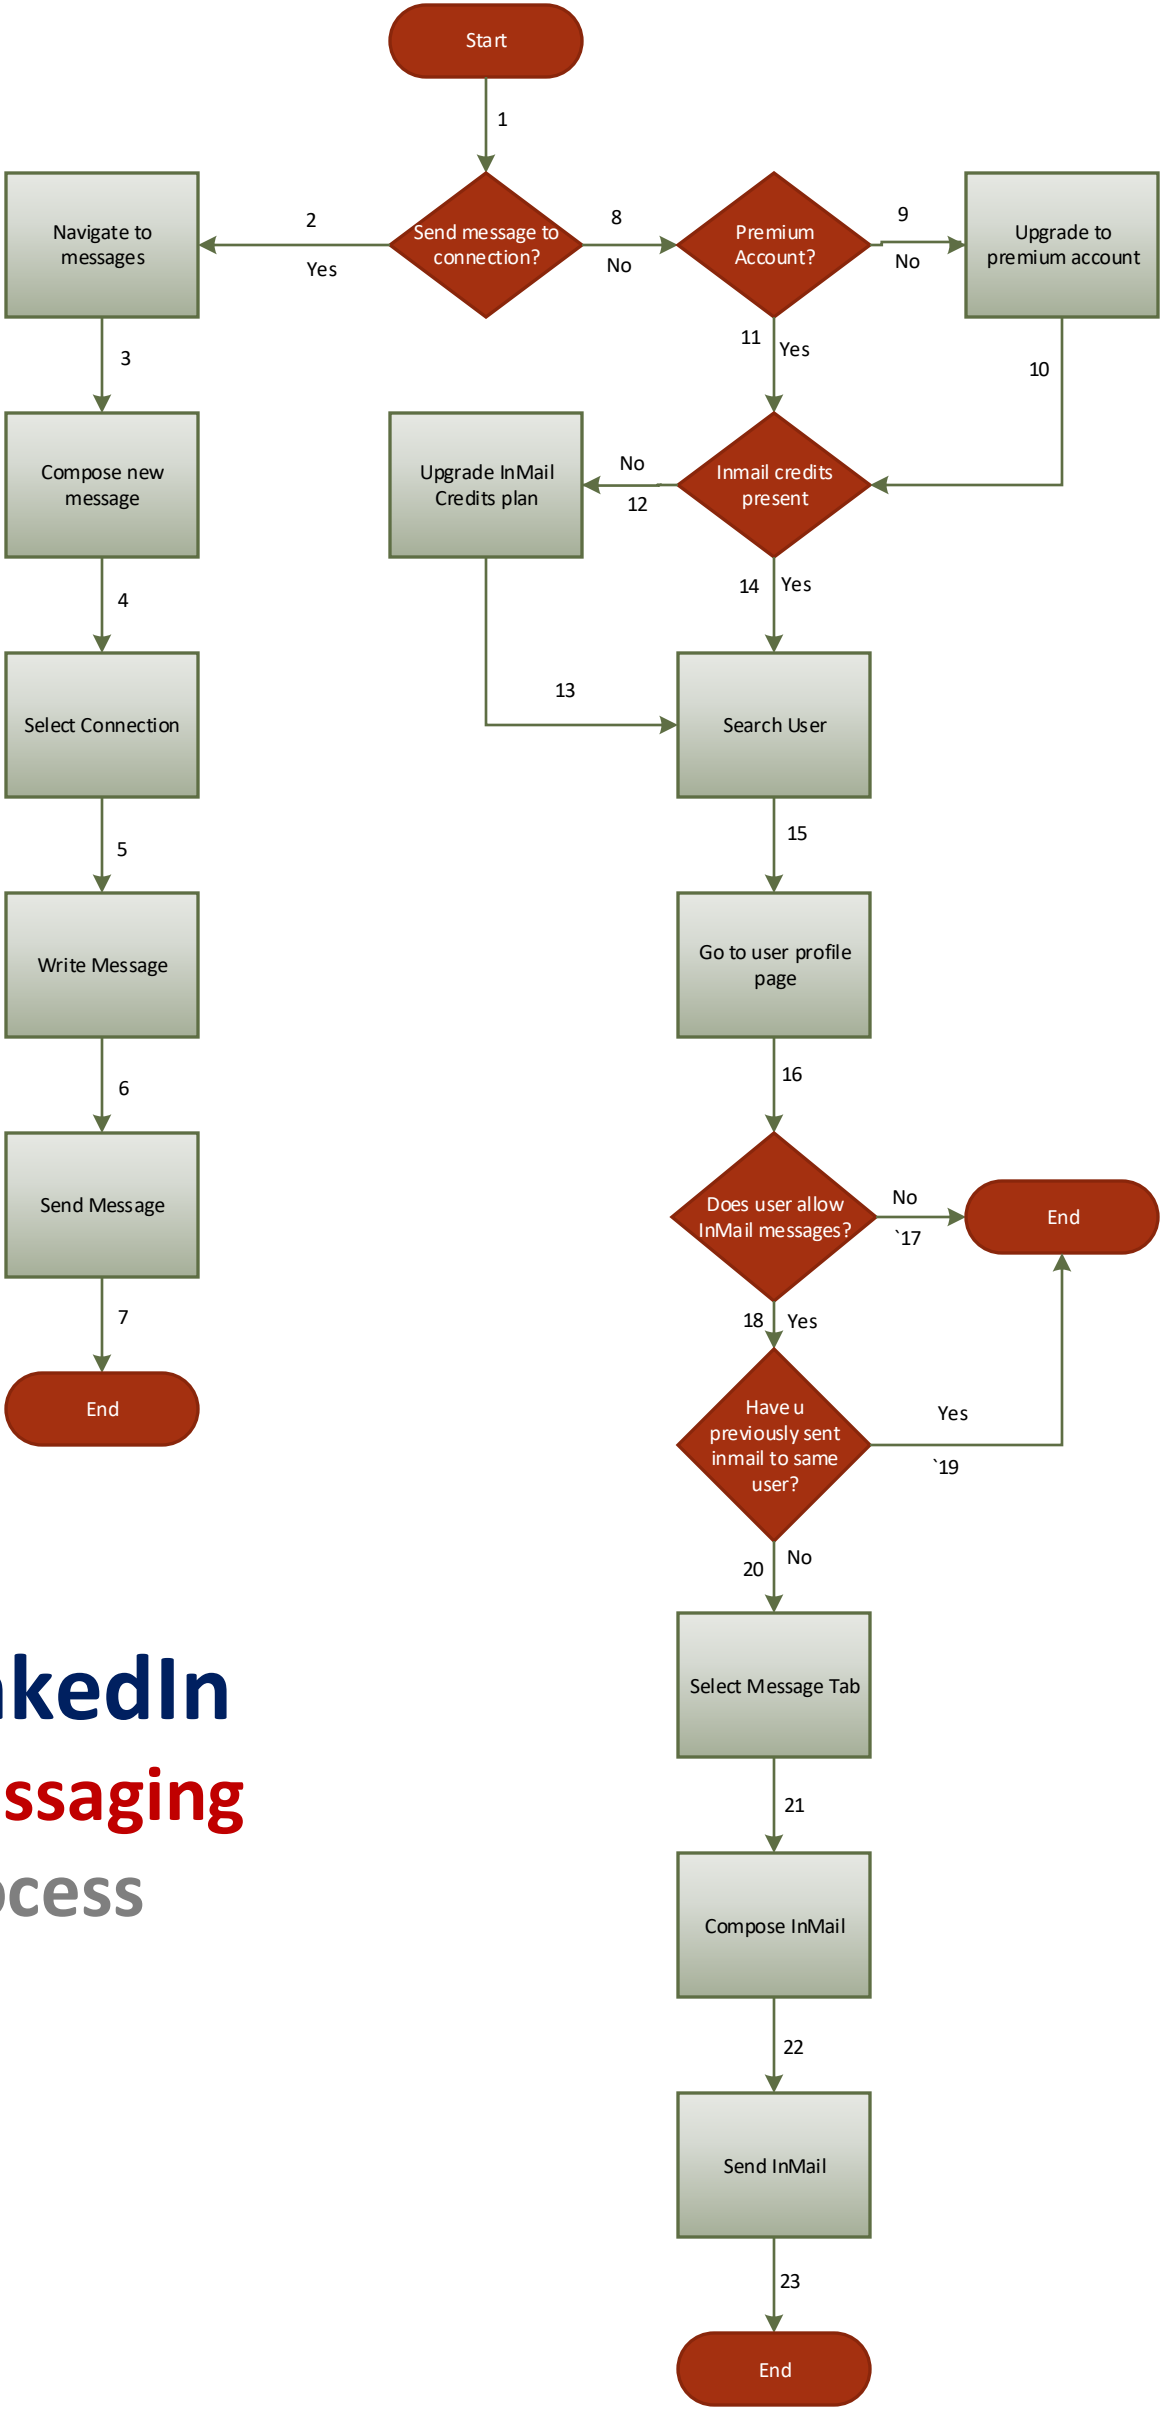 Start
1
Navigate to
messages
2
Yes
Send message to
connection?
8
No
Premium
Account?
9
No
Upgrade to
premium account
3
11
Yes
10
Compose new
message
Upgrade InMail
Credits plan
No
12
Inmail credits
present
4
14
Yes
Select Connection
13
Search User
5
15
Write Message
Go to user profile
page
6
16
Send Message
Does user allow
InMail messages?
No
`17
End
7
18
Yes
End
Have u
previously sent
inmail to same
user?
Yes
`19
20
No
nkedIn
ssaging
ocess
Select Message Tab
21
Compose InMail
22
Send InMail
23
End